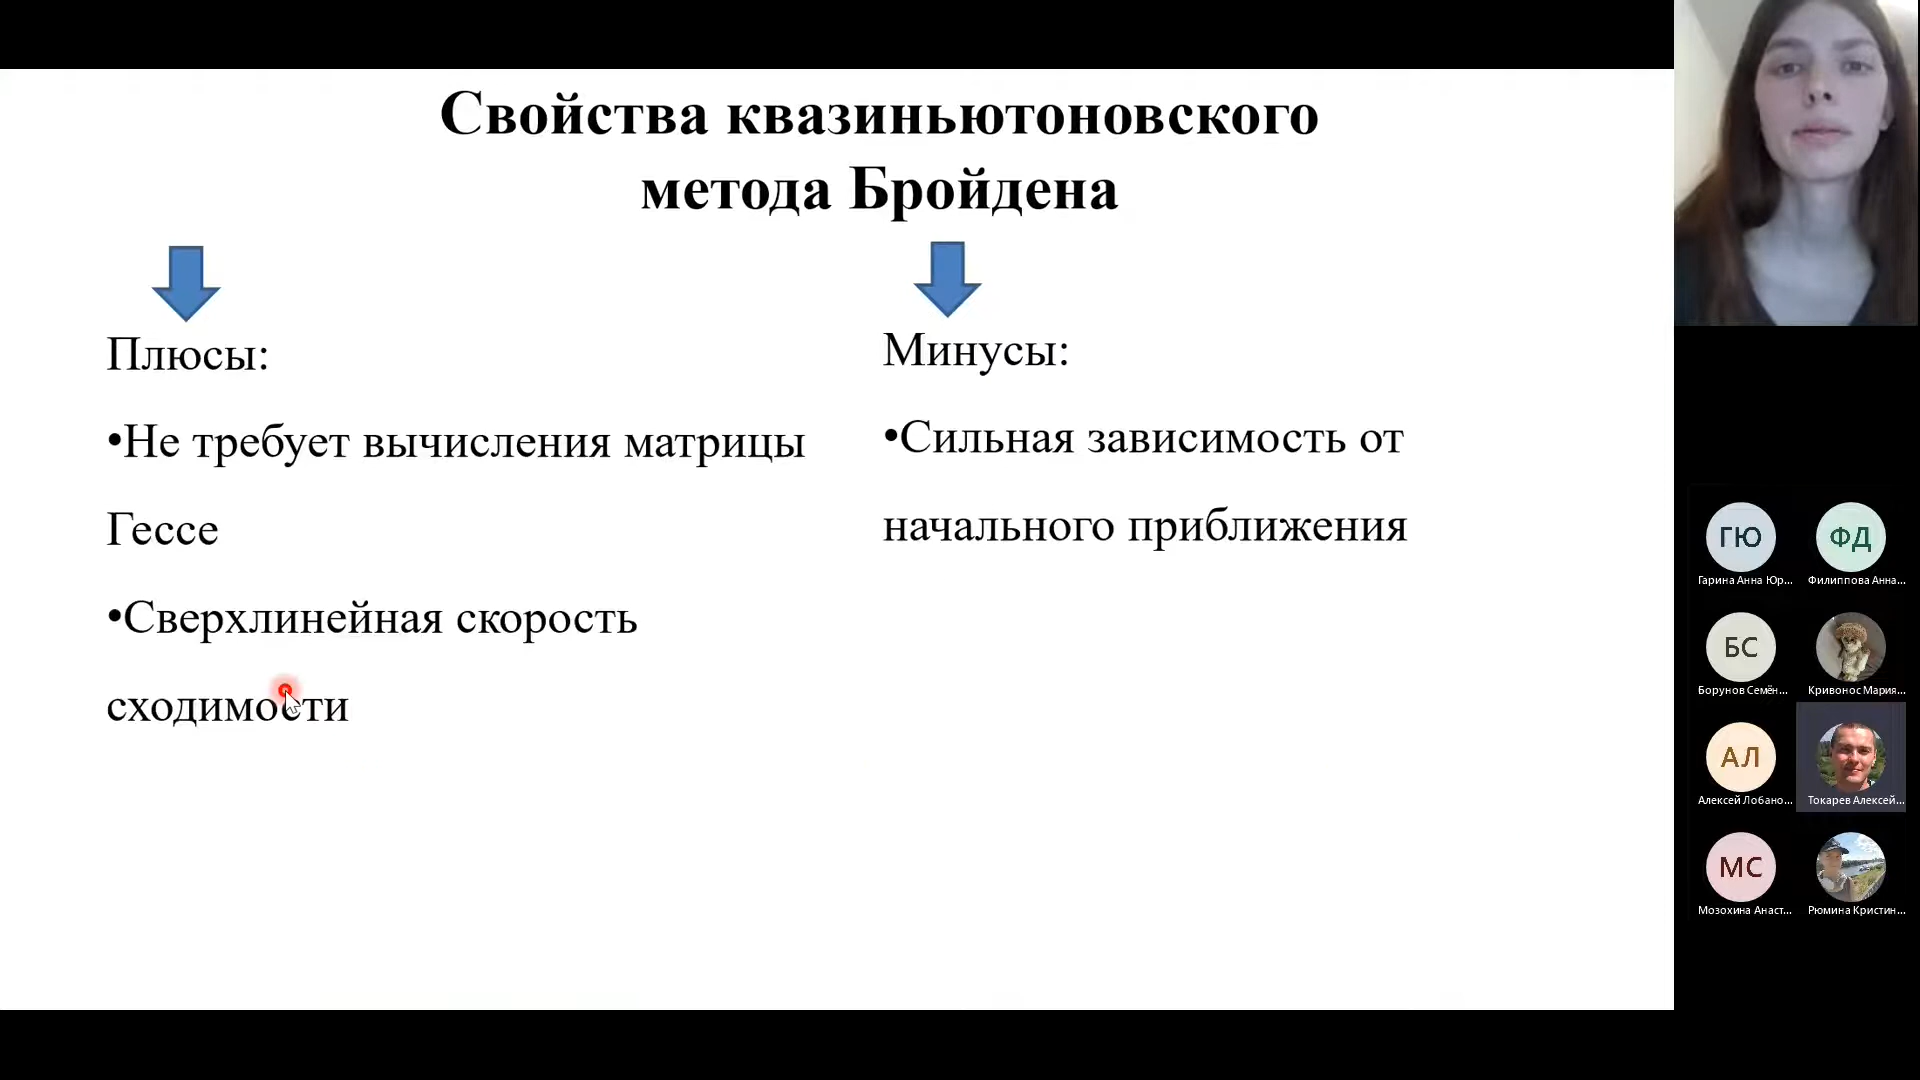 Свойства квазиньютоновского
метода Бройдена
Плюсы:
•Не требует вычисления матрицы
Гессе
•Сверхлинейная скорость
сходимости
Минусы:
•Сильная зависимость от
начального приближения
ГЮ
Гарина Анна Юр...
ФД
Филиппова Анна...
БС
Борунов Семён...
Кривонос Мария...
АЛ
Алексей Лобано...
Токарев Алексей...
МС
Мозохина Анаст...
Рюмина Кристин...